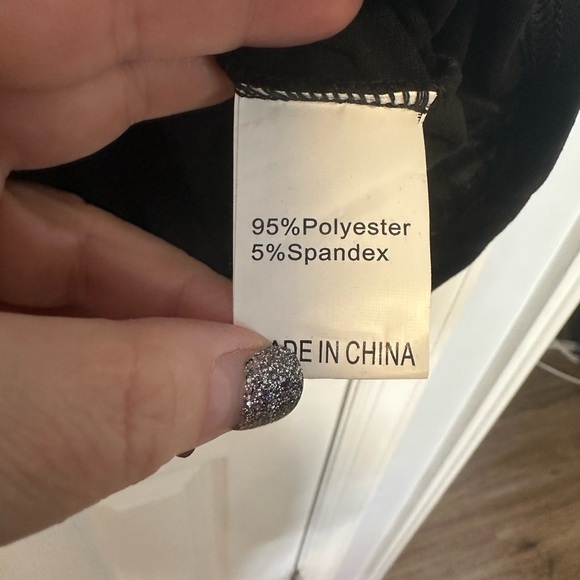 95%Polyester
5%Spandex
ADE IN CHINA